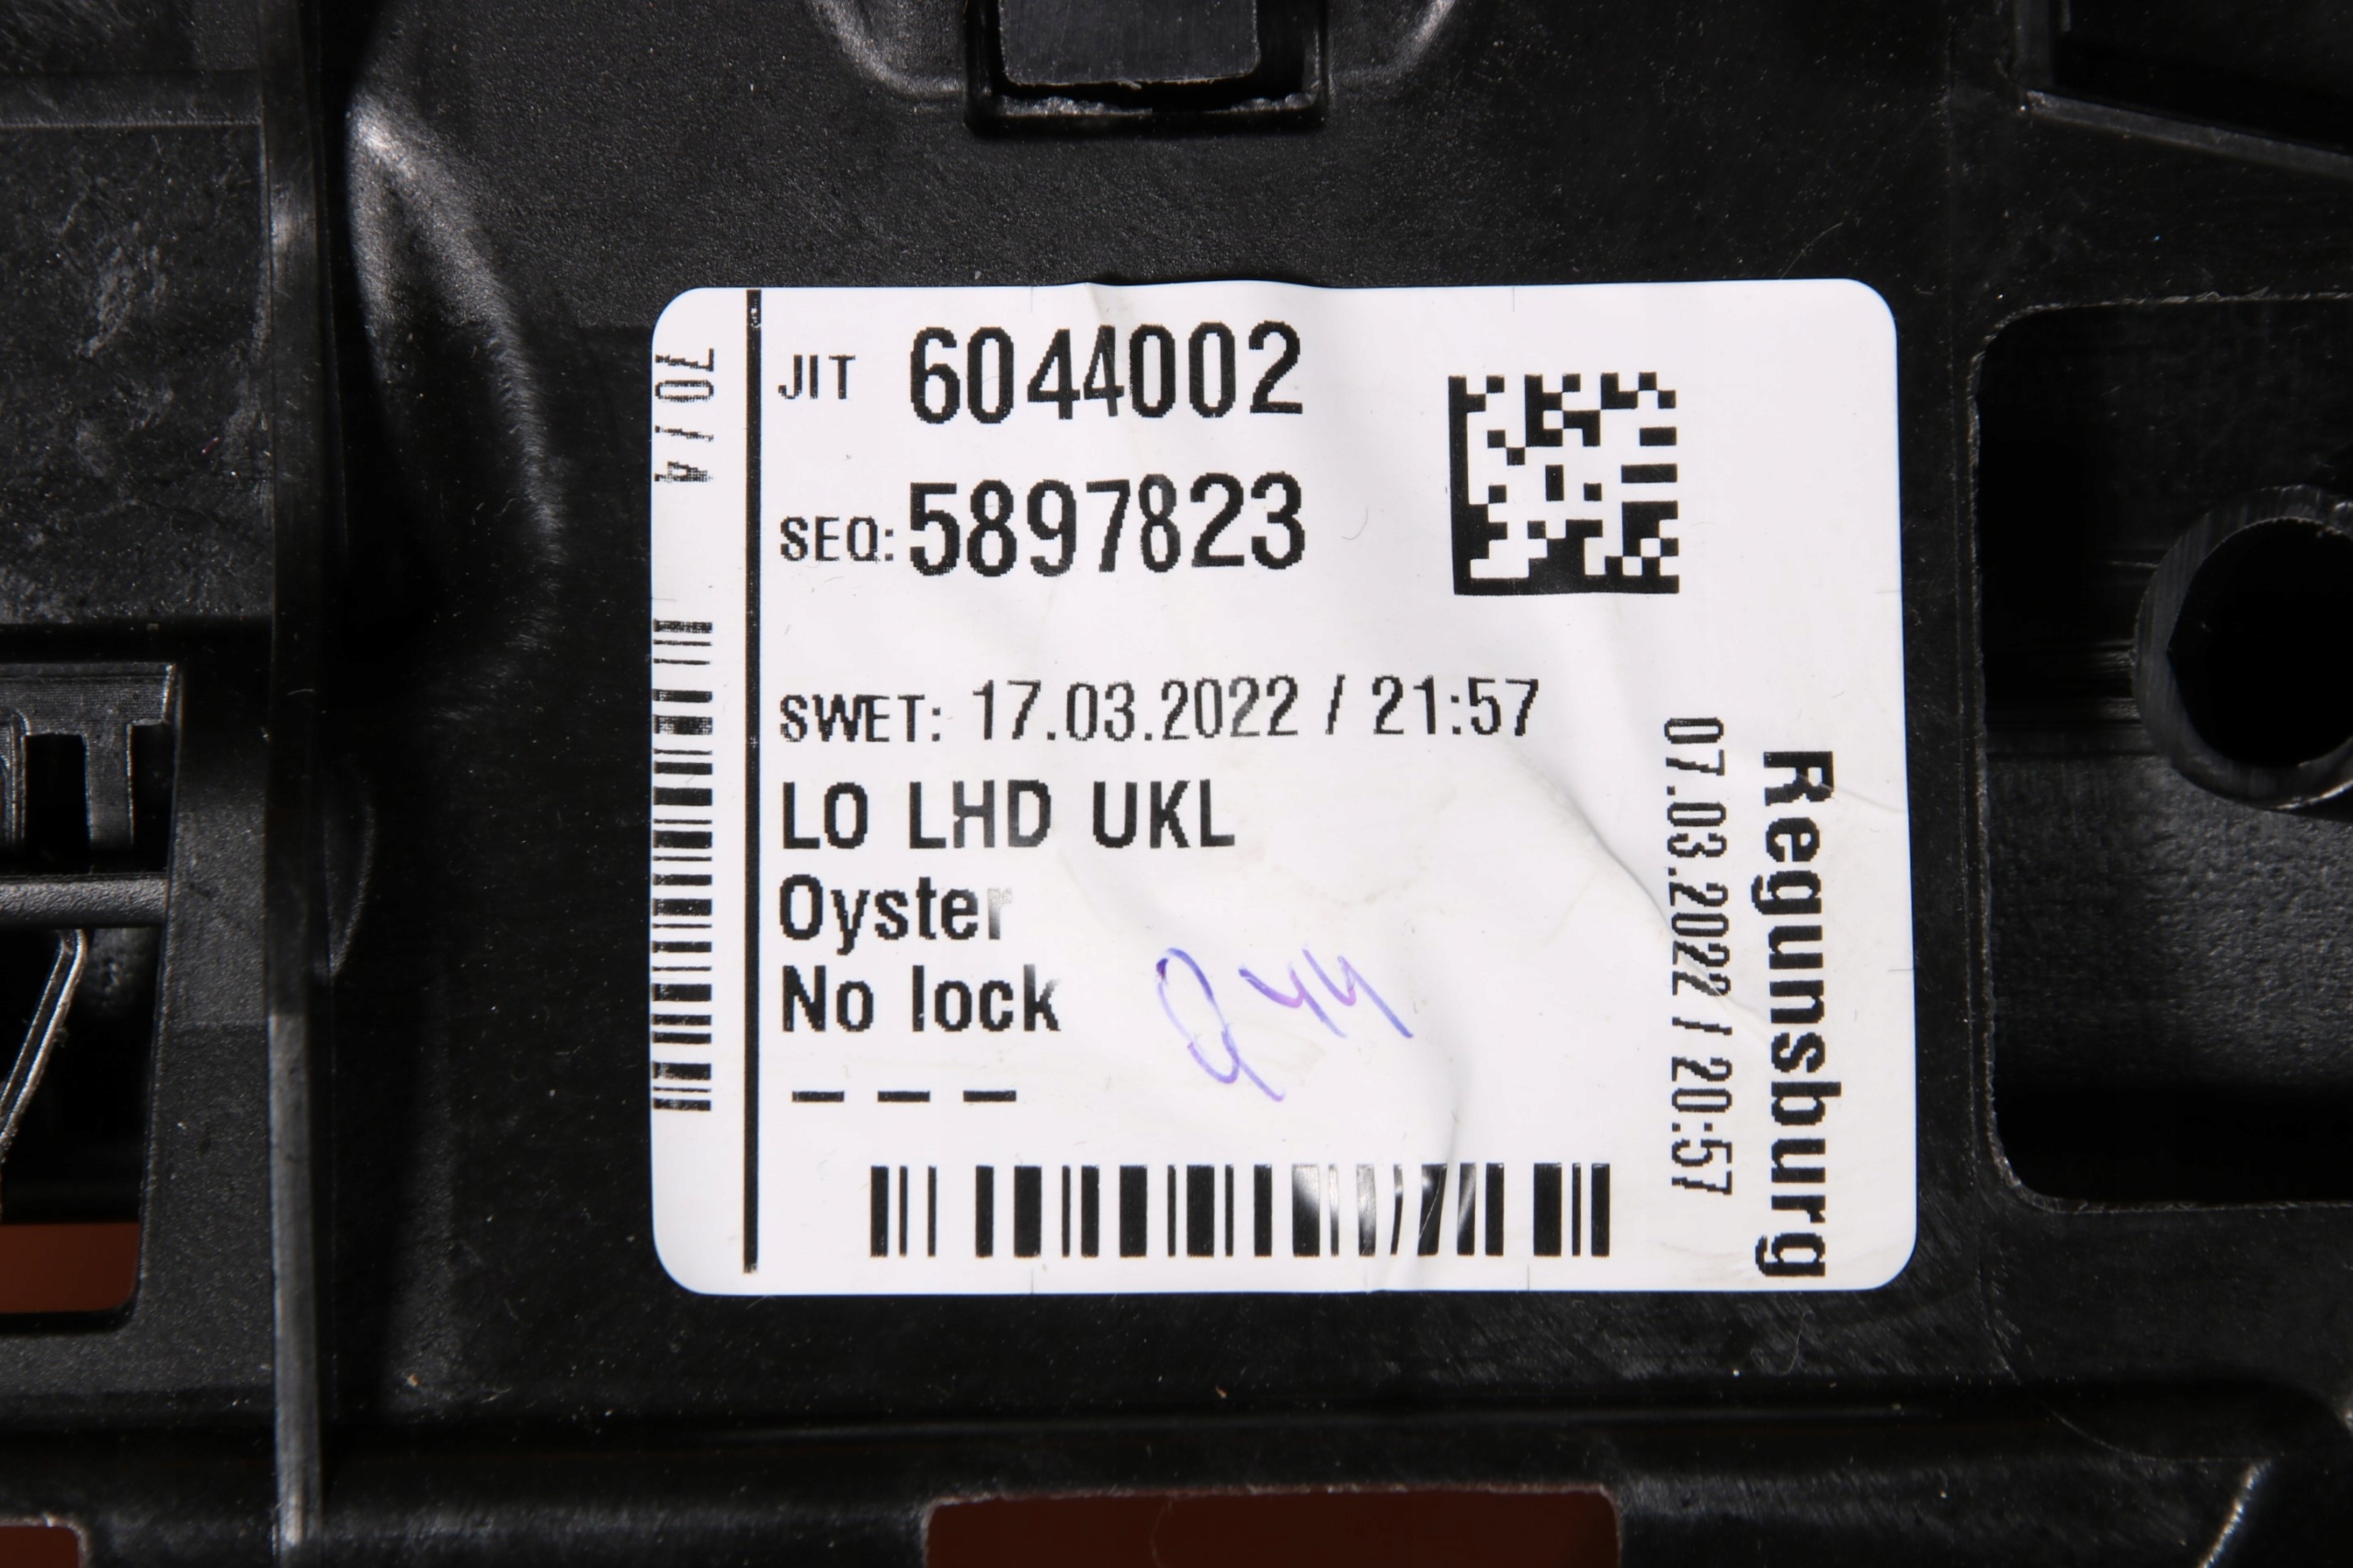 70 / 4
JIT 6044002
SEQ: 5897823
SWET: 17.03.2022 / 21:57
LO LHD UKL
Oyster
No lock
- - -
07.03.2022 / 20:57
Regunsburg